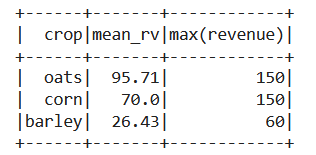 +------+-------+------------+
|  crop|mean_rv|max(revenue)|
+------+-------+------------+
|  oats|  95.71|         150|
|  corn|   70.0|         150|
|barley|  26.43|          60|
+------+-------+------------+